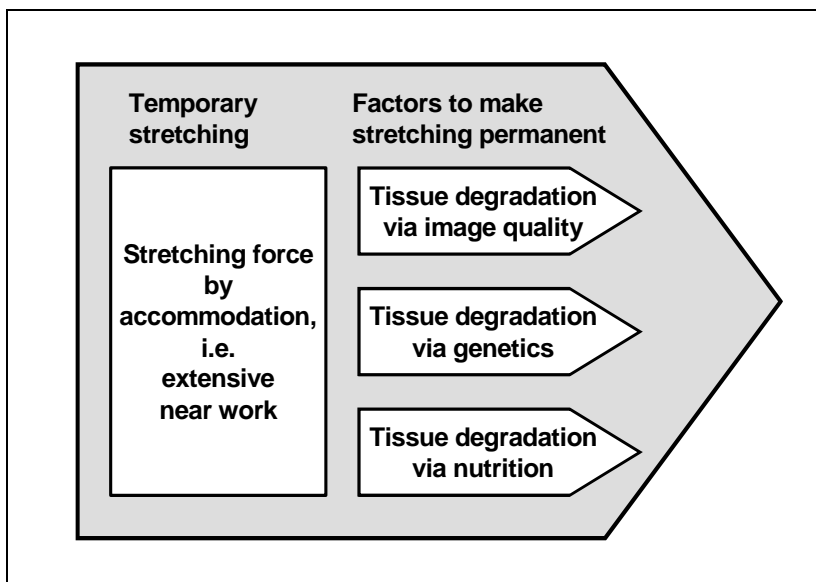 Temporary
stretching
Factors to make
stretching permanent
Stretching force
by
accommodation,
i.e.
extensive
near work
Tissue degradation
via image quality
Tissue degradation
via genetics
Tissue degradation
via nutrition